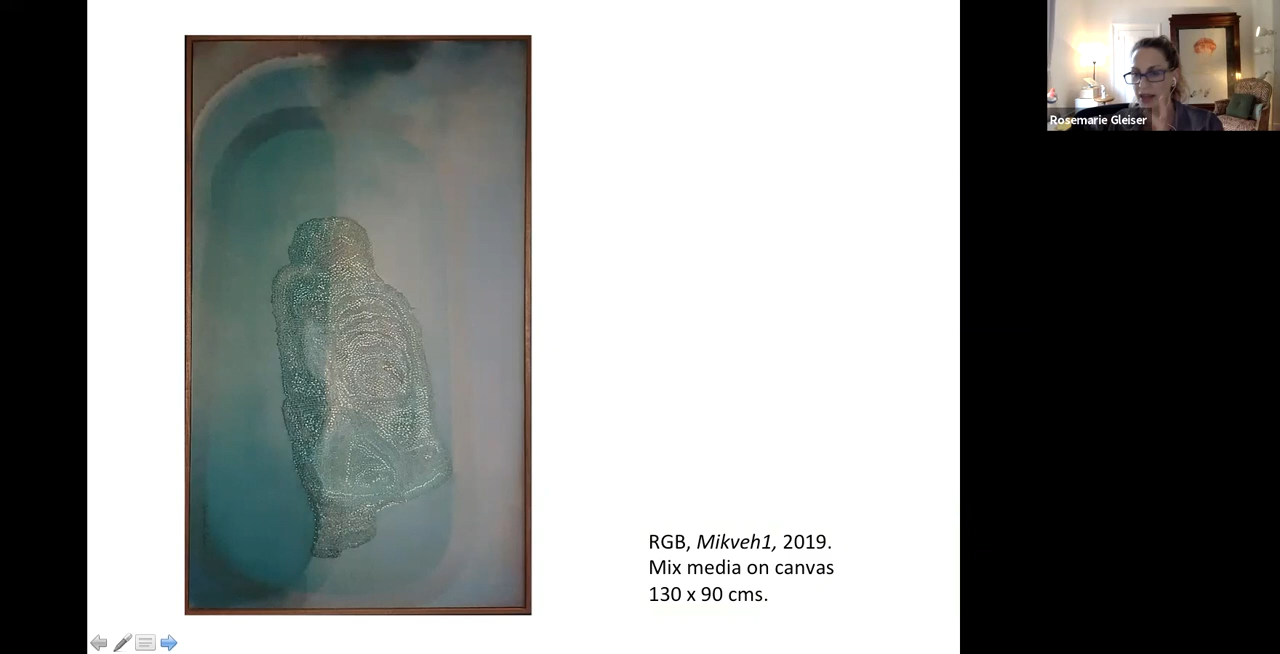 Rosemarie Gleiser
RGB, Mikveh1, 2019.
Mix media on canvas
130 x 90 cms.